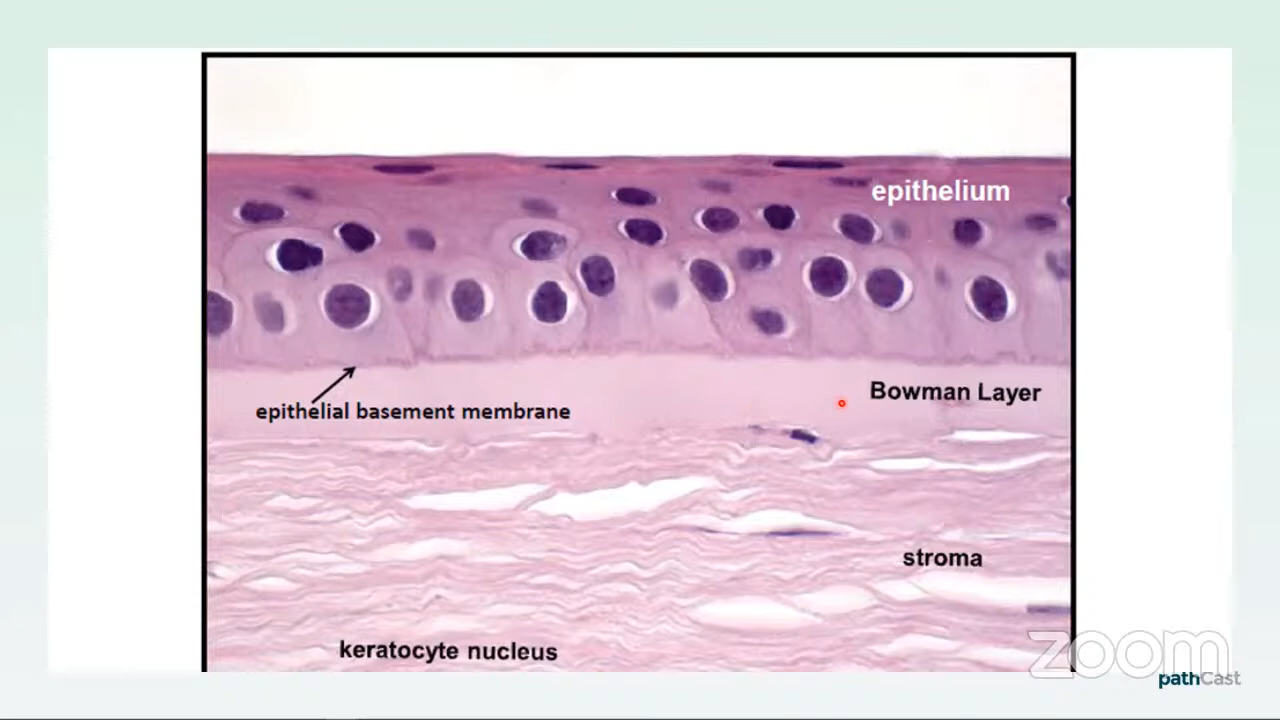 epithelium
Bowman Layer
epithelial basement membrane
stroma
keratocyte nucleus
zoom
pathCast